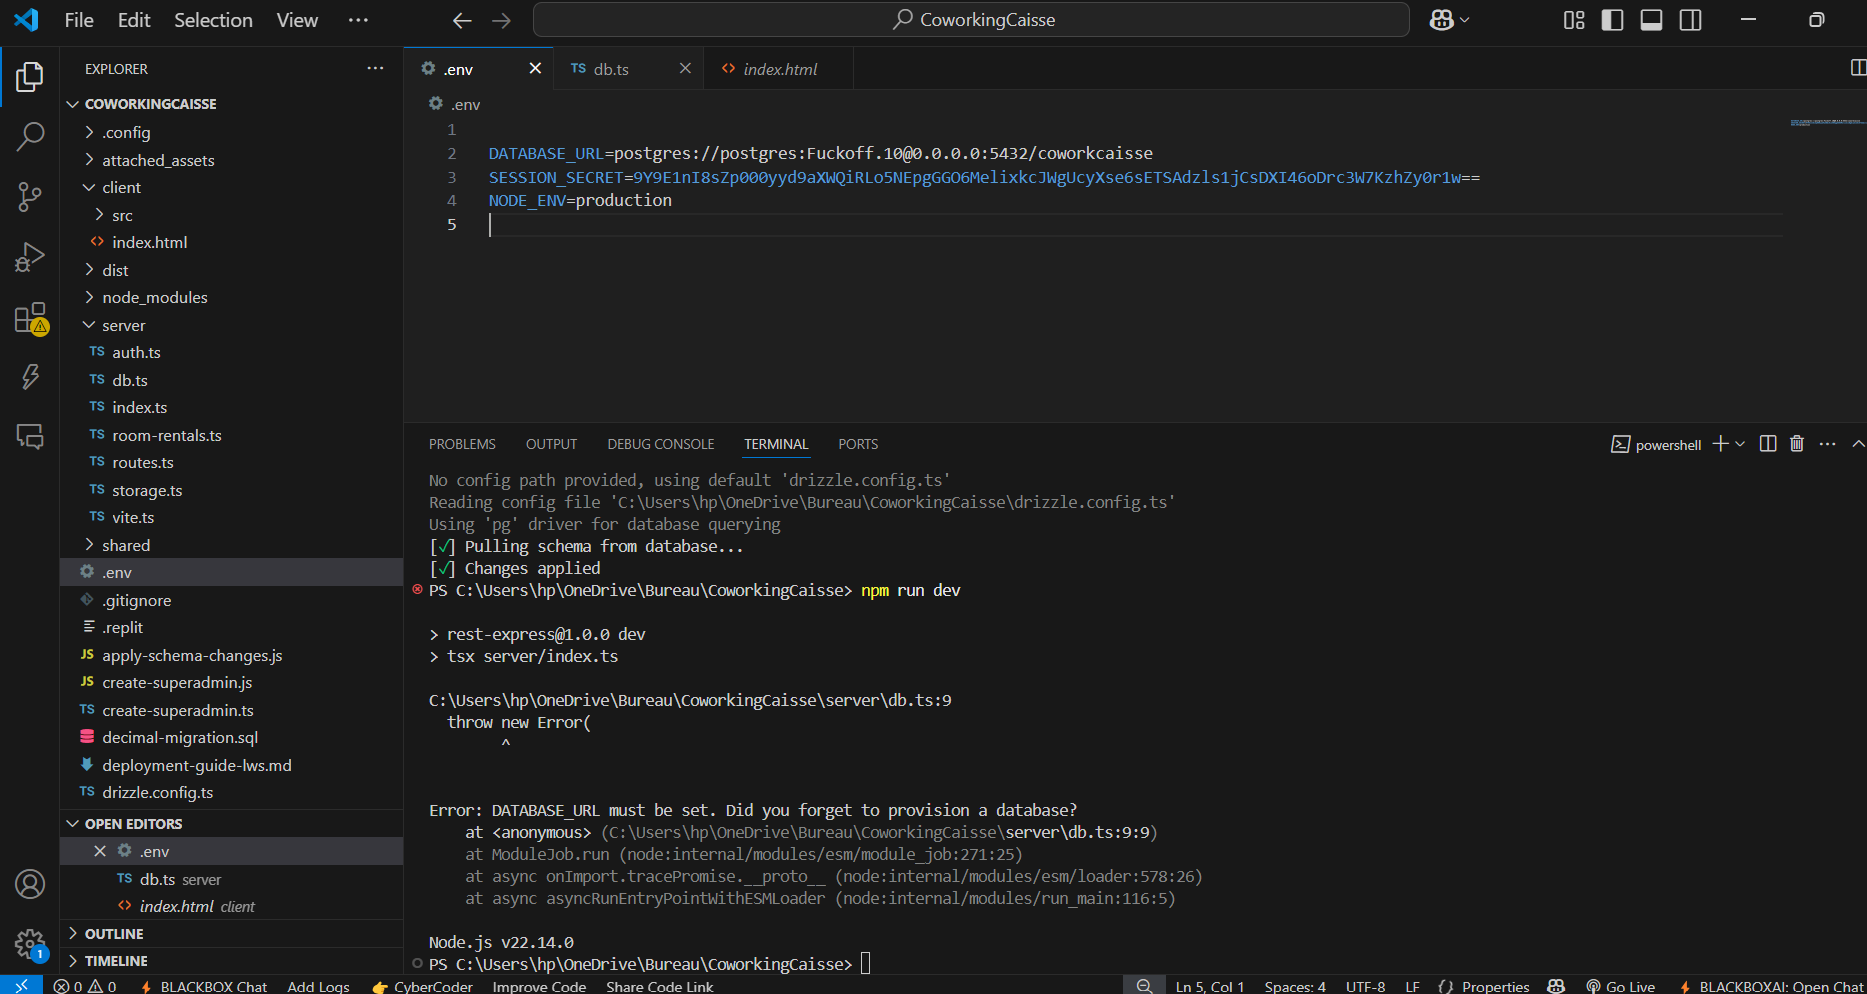 File Edit Selection View ···
CoworkingCaisse
EXPLORER ···
COWORKINGCAISSE
.config
attached_assets
client
src
index.html
dist
node_modules
server
TS auth.ts
TS db.ts
TS index.ts
TS room-rentals.ts
TS routes.ts
TS storage.ts
TS vite.ts
shared
.env
.gitignore
.replit
JS apply-schema-changes.js
JS create-superadmin.js
TS create-superadmin.ts
decimal-migration.sql
deployment-guide-lws.md
TS drizzle.config.ts
OPEN EDITORS
.env
TS db.ts server
index.html client
OUTLINE
TIMELINE
1
.env
TS db.ts
index.html
.env
1
2 DATABASE_URL=postgres://postgres:Fuckoff.10@0.0.0.0:5432/coworkcaisse
3 SESSION_SECRET=9Y9E1nI8sZp000yyd9aXWQiRLo5NEpgGGO6MelixkcJWgUcyXse6sETSAdzls1jCsDXI46oDrc3W7KzhZy0r1w==
4 NODE_ENV=production
5
PROBLEMS OUTPUT DEBUG CONSOLE TERMINAL PORTS
powershell
No config path provided, using default 'drizzle.config.ts'
Reading config file 'C:\Users\hp\OneDrive\Bureau\CoworkingCaisse\drizzle.config.ts'
Using 'pg' driver for database querying
[✓] Pulling schema from database...
[✓] Changes applied
PS C:\Users\hp\OneDrive\Bureau\CoworkingCaisse> npm run dev
> rest-express@1.0.0 dev
> tsx server/index.ts
C:\Users\hp\OneDrive\Bureau\CoworkingCaisse\server\db.ts:9
throw new Error(
^
Error: DATABASE_URL must be set. Did you forget to provision a database?
at <anonymous> (C:\Users\hp\OneDrive\Bureau\CoworkingCaisse\server\db.ts:9:9)
at ModuleJob.run (node:internal/modules/esm/module_job:271:25)
at async onImport.tracePromise.__proto__ (node:internal/modules/esm/loader:578:26)
at async asyncRunEntryPointWithESMLoader (node:internal/modules/run_main:116:5)
Node.js v22.14.0
PS C:\Users\hp\OneDrive\Bureau\CoworkingCaisse>
0 0 BLACKBOX Chat Add Logs CyberCoder Improve Code Share Code Link Ln 5, Col 1 Spaces: 4 UTF-8 LF {} Properties Go Live BLACKBOXAI: Open Chat